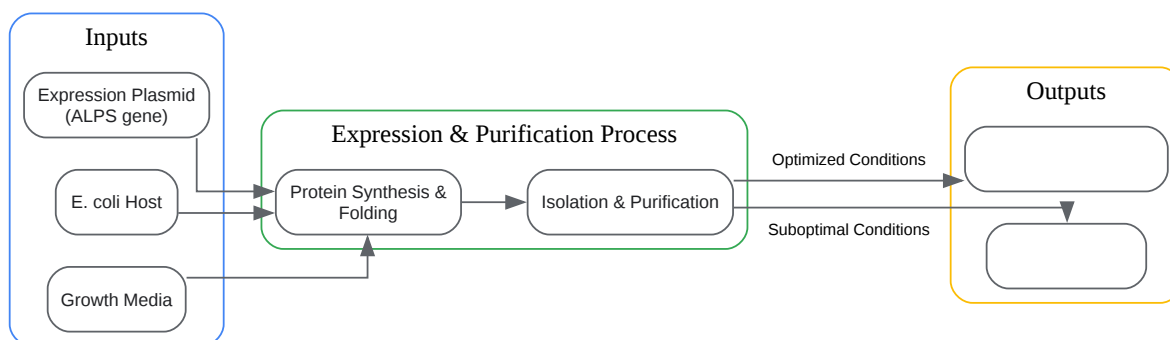 Inputs
Expression Plasmid
(ALPS gene)
E. coli Host
Growth Media
Expression & Purification Process
Protein Synthesis &
Folding
Isolation & Purification
Optimized Conditions
Suboptimal Conditions
Outputs